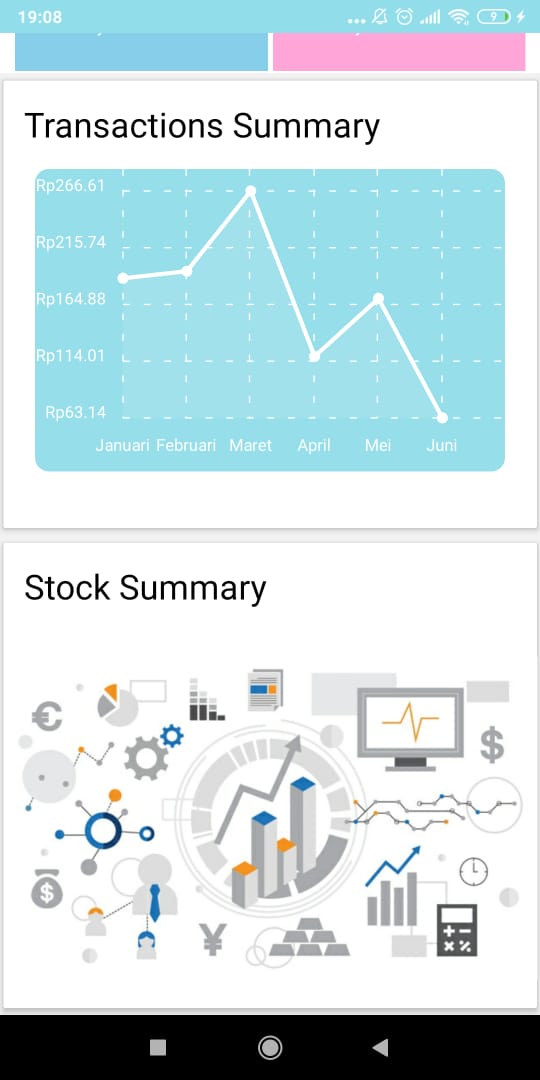 19:08
9
Transactions Summary
Rp266.61
Rp215.74
Rp164.88
Rp114.01
Rp63.14
Januari Februari Maret April Mei Juni
Stock Summary
€
$
$
¥